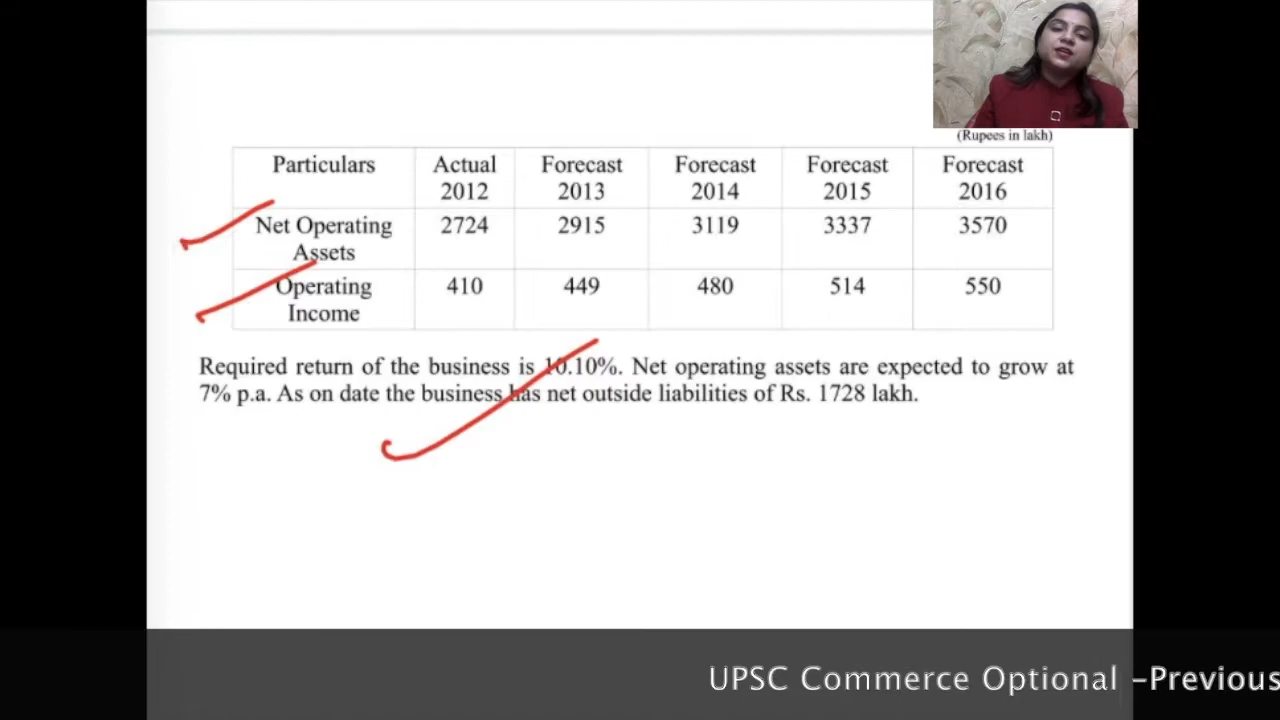 (Rupees in lakh)
Particulars Actual 2012 Forecast 2013 Forecast 2014 Forecast 2015 Forecast 2016
Net Operating Assets 2724 2915 3119 3337 3570
Operating Income 410 449 480 514 550
Required return of the business is 10.10%. Net operating assets are expected to grow at
7% p.a. As on date the business has net outside liabilities of Rs. 1728 lakh.
UPSC Commerce Optional –Previous